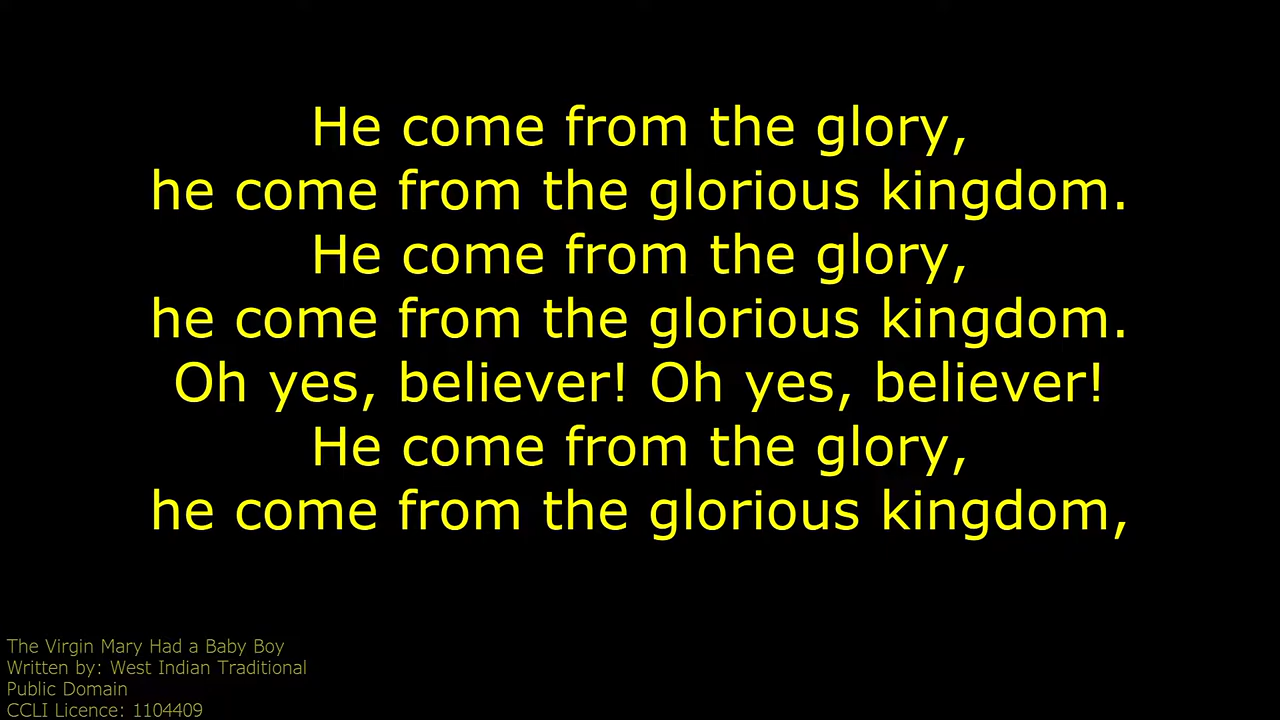 He come from the glory,
he come from the glorious kingdom.
He come from the glory,
he come from the glorious kingdom.
Oh yes, believer! Oh yes, believer!
He come from the glory,
he come from the glorious kingdom,
The Virgin Mary Had a Baby Boy
Written by: West Indian Traditional
Public Domain
CCLI Licence: 1104409